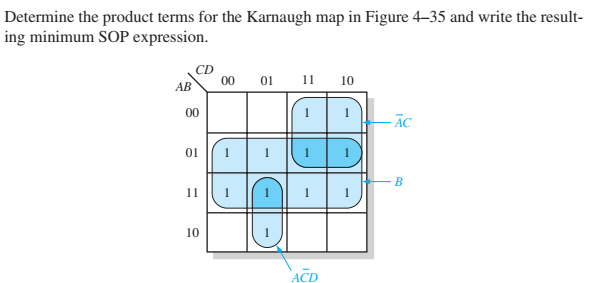 Determine the product terms for the Karnaugh map in Figure 4–35 and write the result-
ing minimum SOP expression.
CD
AB 00 01 11 10
00 1 1
A̅C
01 1 1 1 1
B
11 1 1 1 1
10 1
AC̅D